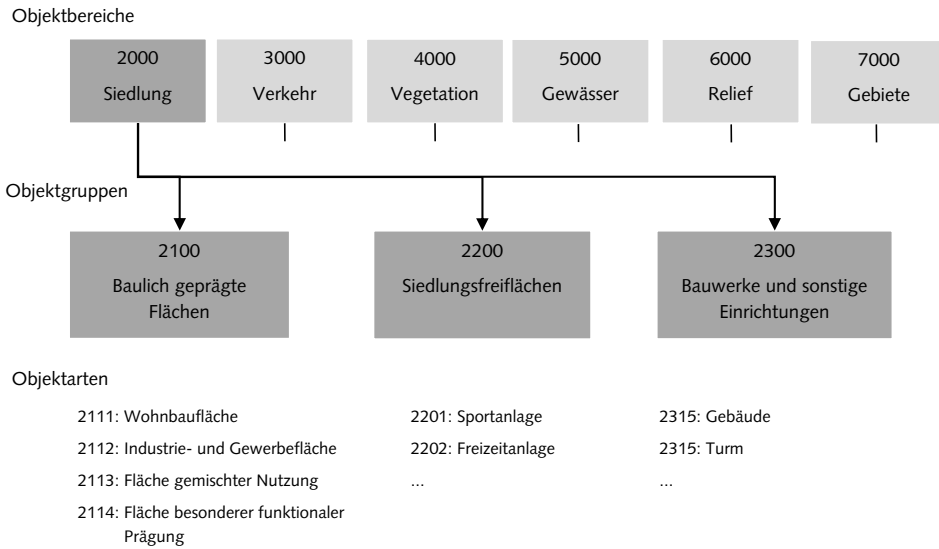 Objektbereiche
2000
Siedlung
3000
Verkehr
4000
Vegetation
5000
Gewässer
6000
Relief
7000
Gebiete
Objektgruppen
2100
Baulich geprägte
Flächen
2200
Siedlungsfreiflächen
2300
Bauwerke und sonstige
Einrichtungen
Objektarten
2111: Wohnbaufläche
2112: Industrie- und Gewerbefläche
2113: Fläche gemischter Nutzung
2114: Fläche besonderer funktionaler
Prägung
2201: Sportanlage
2202: Freizeitanlage
...
2315: Gebäude
2315: Turm
...